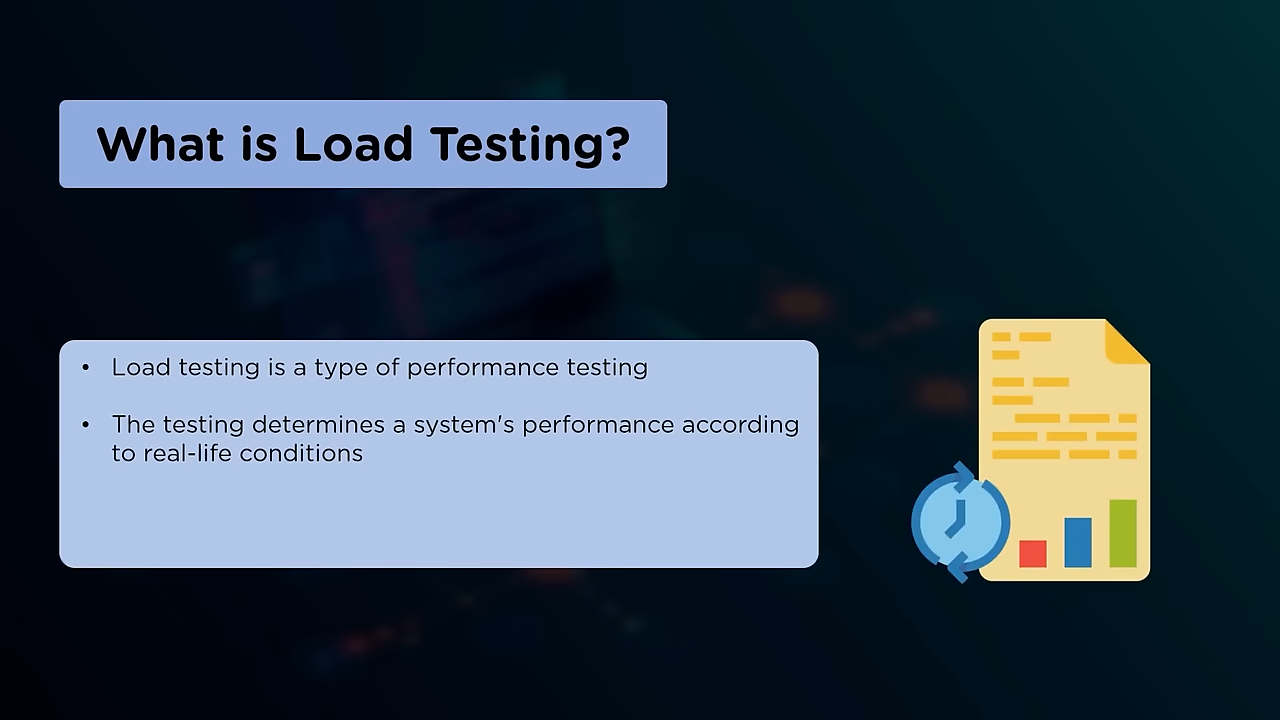 What is Load Testing?
• Load testing is a type of performance testing
• The testing determines a system's performance according
to real-life conditions